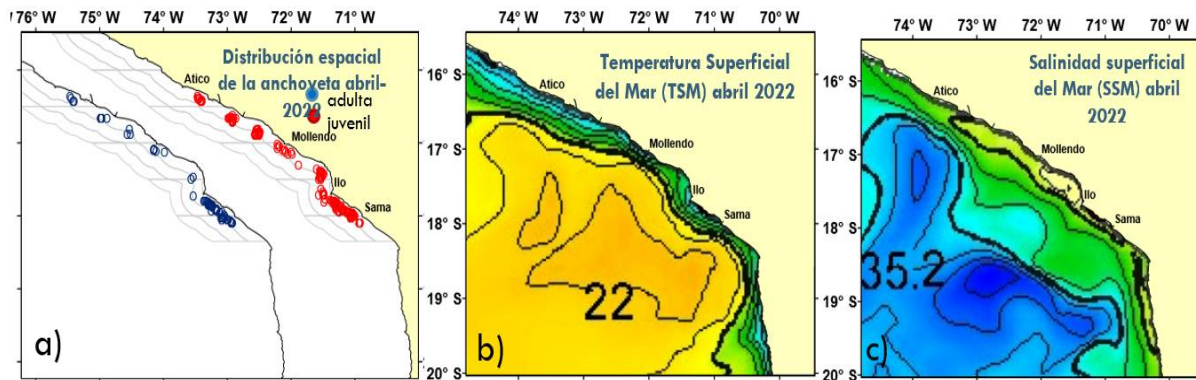 76° W 75° W 74° W 73° W 72° W 71° W
Distribución espacial
de la anchoveta abril-
2022
adulta
juvenil
Atico
Mollendo
Ilo
Sama
16° S
17° S
18° S
19° S
20° S
a)
74° W 73° W 72° W 71° W 70° W
Temperatura Superficial
del Mar (TSM) abril 2022
Atico
Mollendo
Ilo
Sama
22
16° S
17° S
18° S
19° S
20° S
b)
74° W 73° W 72° W 71° W 70° W
Salinidad superficial
del Mar (SSM) abril
2022
Atico
Mollendo
Ilo
Sama
35.2
c)